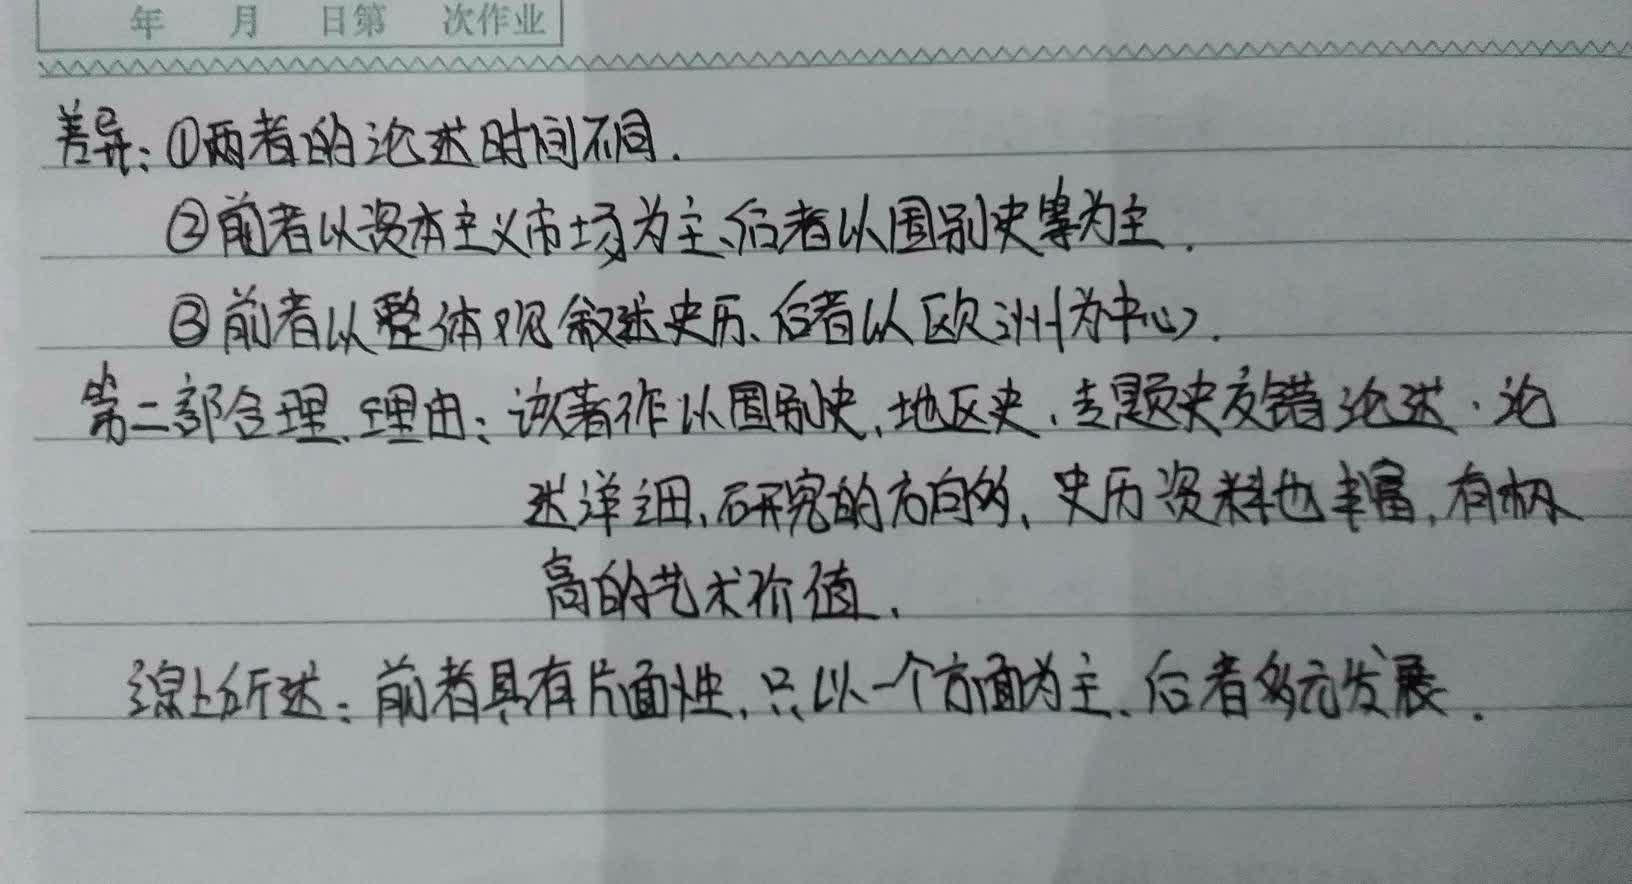 年 月 日第 次作业
差异：①两者的论述时间不同.
②前者以资本主义市场为主、后者以国别史等为主.
③前者以整体观叙述史历、后者以欧洲为中心.
第二部合理、理由：该著作以国别史、地区史、专题史交错论述.论
述详细、研究的方向多、史历资料也丰富,有极
高的艺术价值.
综上所述：前者具有片面性,只以一个方面为主、后者多元发展.